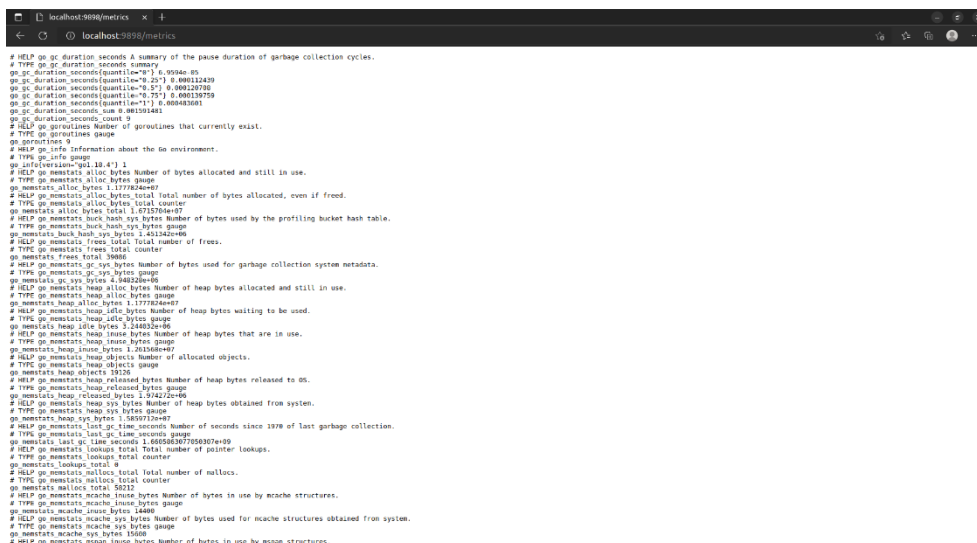 localhost:9898/metrics
localhost:9898/metrics
# HELP go_gc_duration_seconds A summary of the pause duration of garbage collection cycles.
# TYPE go_gc_duration_seconds summary
go_gc_duration_seconds{quantile="0"} 6.9594e-05
go_gc_duration_seconds{quantile="0.25"} 0.000112439
go_gc_duration_seconds{quantile="0.5"} 0.000120708
go_gc_duration_seconds{quantile="0.75"} 0.000139759
go_gc_duration_seconds{quantile="1"} 0.000483601
go_gc_duration_seconds_sum 0.001591481
go_gc_duration_seconds_count 9
# HELP go_goroutines Number of goroutines that currently exist.
# TYPE go_goroutines gauge
go_goroutines 9
# HELP go_info Information about the Go environment.
# TYPE go_info gauge
go_info{version="go1.18.4"} 1
# HELP go_memstats_alloc_bytes Number of bytes allocated and still in use.
# TYPE go_memstats_alloc_bytes gauge
go_memstats_alloc_bytes 1.1777824e+07
# HELP go_memstats_alloc_bytes_total Total number of bytes allocated, even if freed.
# TYPE go_memstats_alloc_bytes_total counter
go_memstats_alloc_bytes_total 1.6715704e+07
# HELP go_memstats_buck_hash_sys_bytes Number of bytes used by the profiling bucket hash table.
# TYPE go_memstats_buck_hash_sys_bytes gauge
go_memstats_buck_hash_sys_bytes 1.451342e+06
# HELP go_memstats_frees_total Total number of frees.
# TYPE go_memstats_frees_total counter
go_memstats_frees_total 39086
# HELP go_memstats_gc_sys_bytes Number of bytes used for garbage collection system metadata.
# TYPE go_memstats_gc_sys_bytes gauge
go_memstats_gc_sys_bytes 4.948328e+06
# HELP go_memstats_heap_alloc_bytes Number of heap bytes allocated and still in use.
# TYPE go_memstats_heap_alloc_bytes gauge
go_memstats_heap_alloc_bytes 1.1777824e+07
# HELP go_memstats_heap_idle_bytes Number of heap bytes waiting to be used.
# TYPE go_memstats_heap_idle_bytes gauge
go_memstats_heap_idle_bytes 3.244032e+06
# HELP go_memstats_heap_inuse_bytes Number of heap bytes that are in use.
# TYPE go_memstats_heap_inuse_bytes gauge
go_memstats_heap_inuse_bytes 1.261568e+07
# HELP go_memstats_heap_objects Number of allocated objects.
# TYPE go_memstats_heap_objects gauge
go_memstats_heap_objects 19126
# HELP go_memstats_heap_released_bytes Number of heap bytes released to OS.
# TYPE go_memstats_heap_released_bytes gauge
go_memstats_heap_released_bytes 1.974272e+06
# HELP go_memstats_heap_sys_bytes Number of heap bytes obtained from system.
# TYPE go_memstats_heap_sys_bytes gauge
go_memstats_heap_sys_bytes 1.5859712e+07
# HELP go_memstats_last_gc_time_seconds Number of seconds since 1970 of last garbage collection.
# TYPE go_memstats_last_gc_time_seconds gauge
go_memstats_last_gc_time_seconds 1.6605863077050307e+09
# HELP go_memstats_lookups_total Total number of pointer lookups.
# TYPE go_memstats_lookups_total counter
go_memstats_lookups_total 0
# HELP go_memstats_mallocs_total Total number of mallocs.
# TYPE go_memstats_mallocs_total counter
go_memstats_mallocs_total 58212
# HELP go_memstats_mcache_inuse_bytes Number of bytes in use by mcache structures.
# TYPE go_memstats_mcache_inuse_bytes gauge
go_memstats_mcache_inuse_bytes 14400
# HELP go_memstats_mcache_sys_bytes Number of bytes used for mcache structures obtained from system.
# TYPE go_memstats_mcache_sys_bytes gauge
go_memstats_mcache_sys_bytes 15600
# HELP go_memstats_mspan_inuse_bytes Number of bytes in use by mspan structures